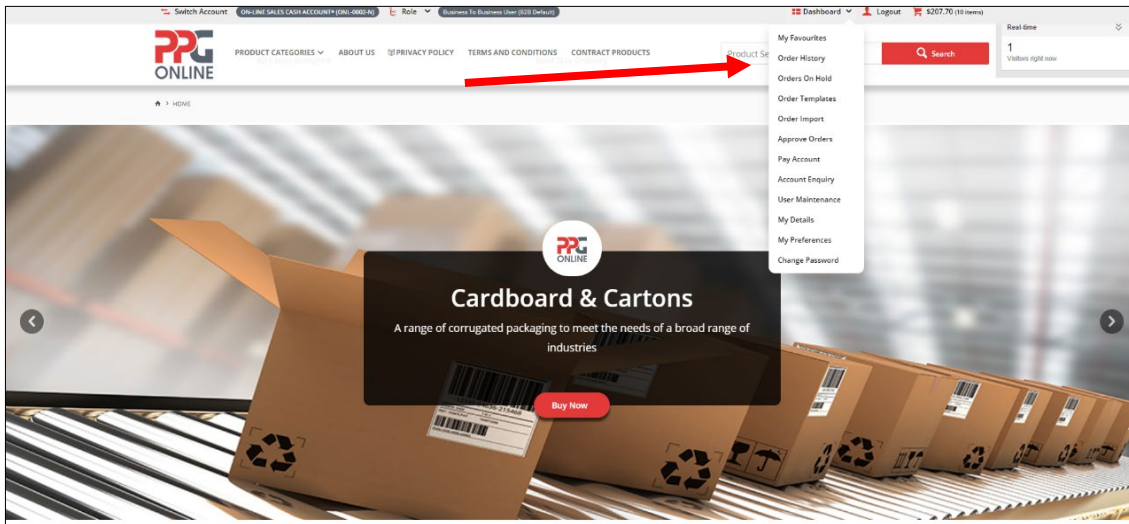 Switch Account ON-LINE SALES CASH ACCOUNT* (ONL-0002-N) Role Business To Business User (B2B Default) Dashboard Logout $207.70 (10 items)
PPG
ONLINE
PRODUCT CATEGORIES ABOUT US PRIVACY POLICY TERMS AND CONDITIONS CONTRACT PRODUCTS
Product Se
Search
Real-time
1
Visitors right now
My Favourites
Order History
Orders On Hold
Order Templates
Order Import
Approve Orders
Pay Account
Account Enquiry
User Maintenance
My Details
My Preferences
Change Password
> HOME
PPG
ONLINE
Cardboard & Cartons
A range of corrugated packaging to meet the needs of a broad range of
industries
Buy Now